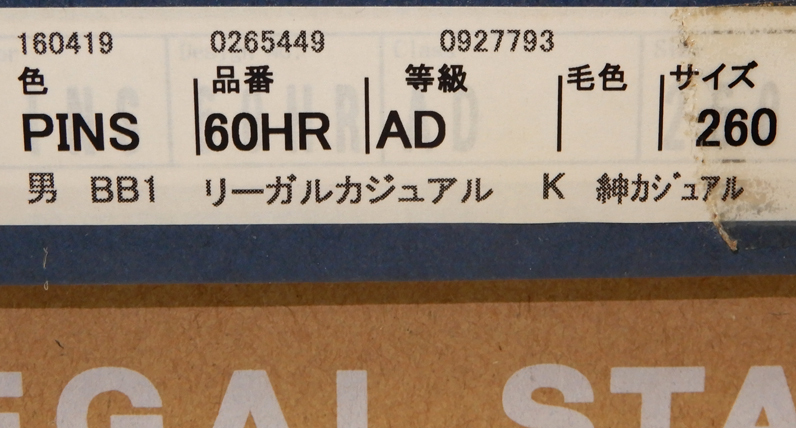 160419 0265449 0927793
色 品番 等級 毛色 サイズ
PINS 60HR AD 260
男 BB1 リーガルカジュアル K 紳カジュアル
EGAL STA